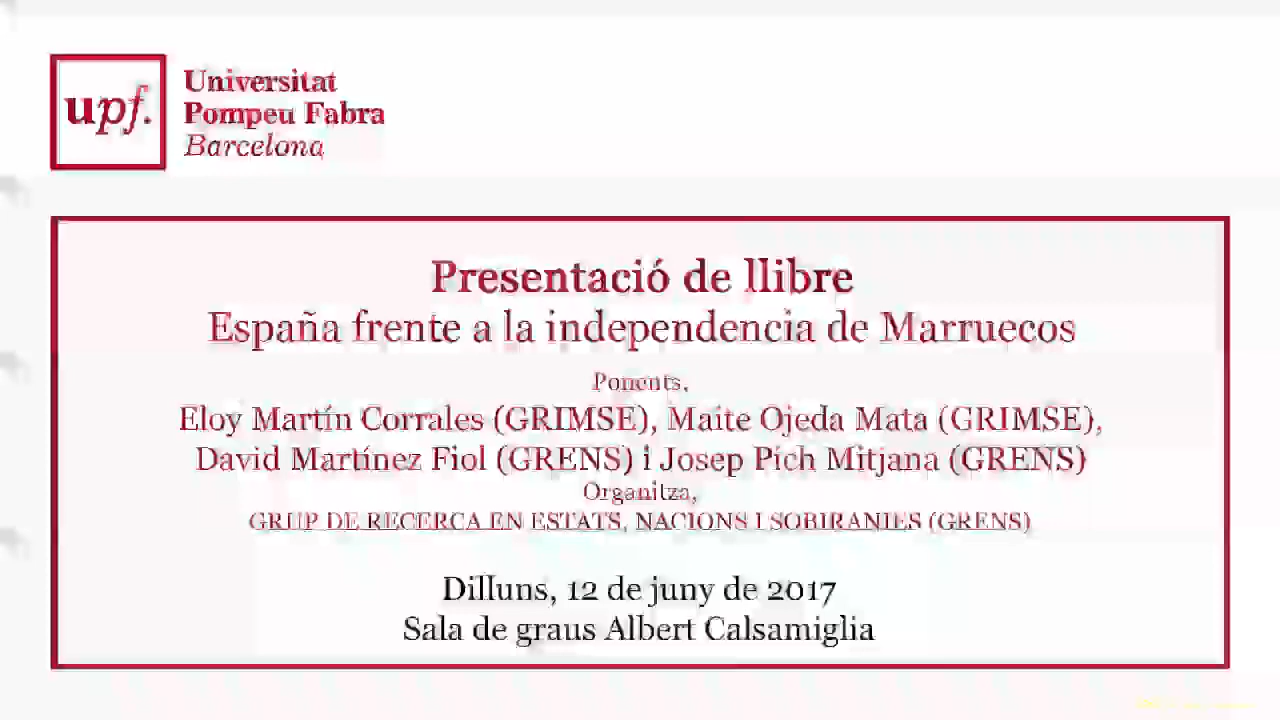 upf.
Universitat
Pompeu Fabra
Barcelona
Presentació de llibre
España frente a la independencia de Marruecos
Ponents,
Eloy Martín Corrales (GRIMSE), Maite Ojeda Mata (GRIMSE),
David Martínez Fiol (GRENS) i Josep Pich Mitjana (GRENS)
Organitza,
GRUP DE RECERCA EN ESTATS, NACIONS I SOBIRANIES (GRENS)
Dilluns, 12 de juny de 2017
Sala de graus Albert Calsamiglia